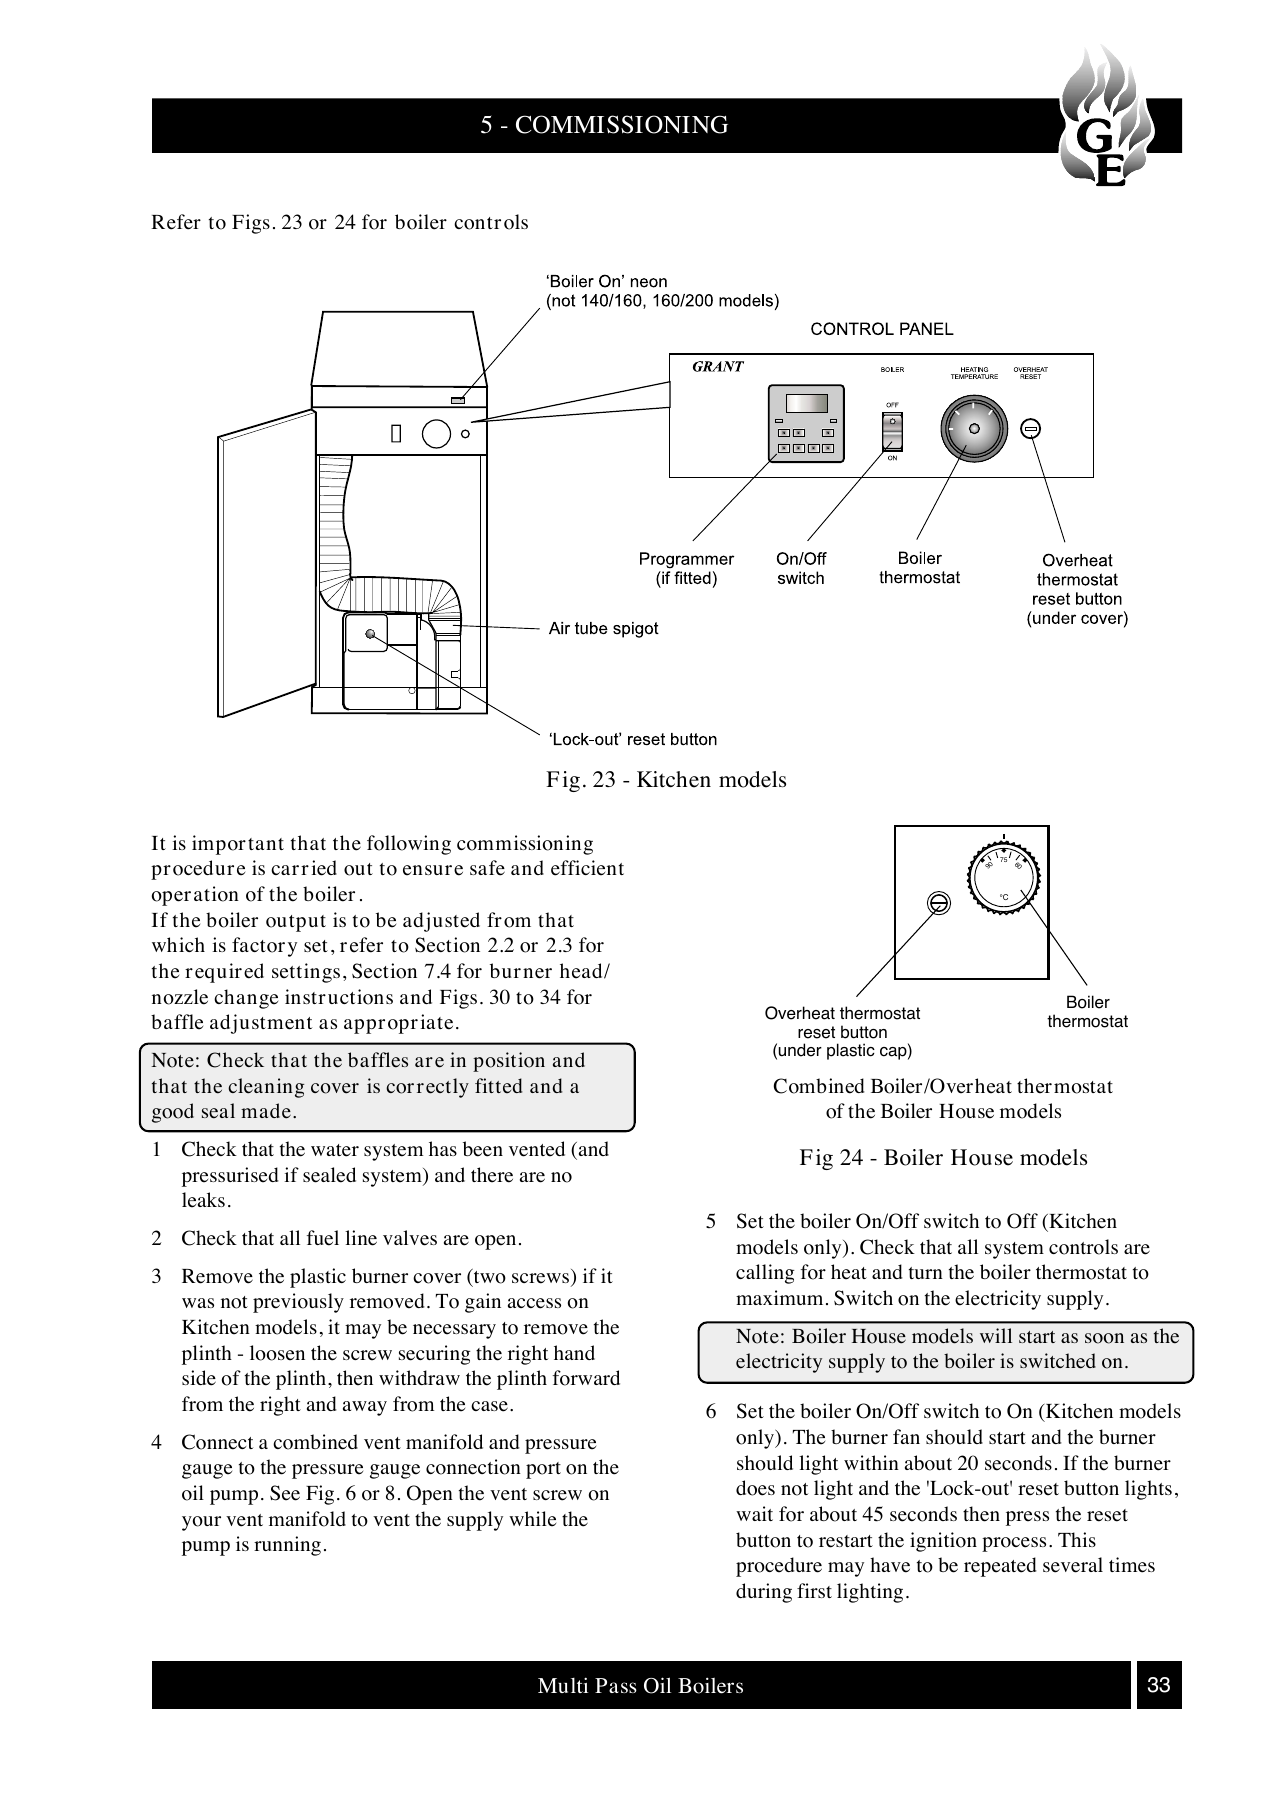 5 - COMMISSIONING
G
E
Refer to Figs. 23 or 24 for boiler controls
‘Boiler On’ neon
(not 140/160, 160/200 models)
CONTROL PANEL
GRANT
BOILER
HEATING
TEMPERATURE
OVERHEAT
RESET
OFF
ON
Programmer
(if fitted)
On/Off
switch
Boiler
thermostat
Overheat
thermostat
reset button
(under cover)
Air tube spigot
‘Lock-out’ reset button
Fig. 23 - Kitchen models
It is important that the following commissioning
procedure is carried out to ensure safe and efficient
operation of the boiler.
If the boiler output is to be adjusted from that
which is factory set, refer to Section 2.2 or 2.3 for
the required settings, Section 7.4 for burner head/
nozzle change instructions and Figs. 30 to 34 for
baffle adjustment as appropriate.
Note: Check that the baffles are in position and
that the cleaning cover is correctly fitted and a
good seal made.
1 Check that the water system has been vented (and
pressurised if sealed system) and there are no
leaks.
2 Check that all fuel line valves are open.
3 Remove the plastic burner cover (two screws) if it
was not previously removed. To gain access on
Kitchen models, it may be necessary to remove the
plinth - loosen the screw securing the right hand
side of the plinth, then withdraw the plinth forward
from the right and away from the case.
4 Connect a combined vent manifold and pressure
gauge to the pressure gauge connection port on the
oil pump. See Fig. 6 or 8. Open the vent screw on
your vent manifold to vent the supply while the
pump is running.
90 75 60
°C
Overheat thermostat
reset button
(under plastic cap)
Boiler
thermostat
Combined Boiler/Overheat thermostat
of the Boiler House models
Fig 24 - Boiler House models
5 Set the boiler On/Off switch to Off (Kitchen
models only). Check that all system controls are
calling for heat and turn the boiler thermostat to
maximum. Switch on the electricity supply.
Note: Boiler House models will start as soon as the
electricity supply to the boiler is switched on.
6 Set the boiler On/Off switch to On (Kitchen models
only). The burner fan should start and the burner
should light within about 20 seconds. If the burner
does not light and the 'Lock-out' reset button lights,
wait for about 45 seconds then press the reset
button to restart the ignition process. This
procedure may have to be repeated several times
during first lighting.
Multi Pass Oil Boilers
33